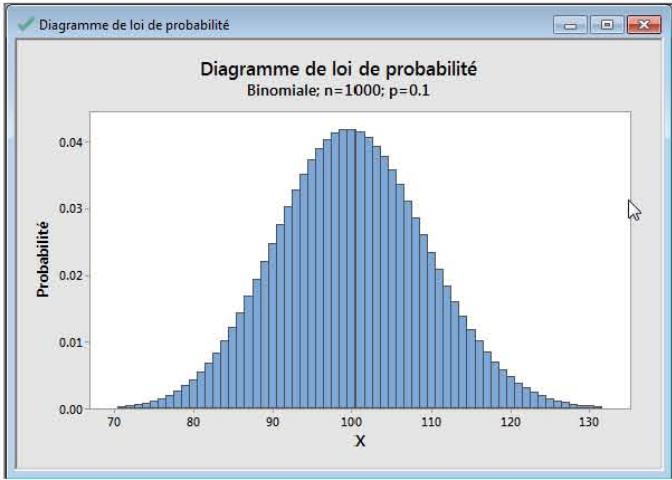 Diagramme de loi de probabilité
Diagramme de loi de probabilité
Binomiale; n=1000; p=0.1
0.04
0.03
0.02
0.01
0.00
Probabilité
70 80 90 100 110 120 130
X